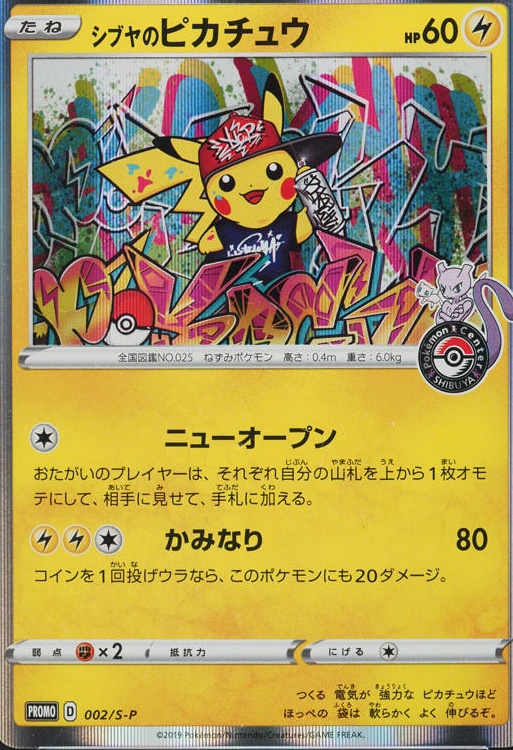 たね
シブヤのピカチュウ
HP60
全国図鑑NO.025 ねずみポケモン 高さ：0.4m 重さ：6.0kg
Pokémon Center
SHIBUYA
ニューオープン
おたがいのプレイヤーは、それぞれ自分の山札を上から1枚オモ
テにして、相手に見せて、手札に加える。
かみなり 80
コインを1回投げウラなら、このポケモンにも20ダメージ。
弱点 ×2 抵抗力 にげる
PROMO D 002/S-P
つくる 電気が 強力な ピカチュウほど
ほっぺの 袋は 軟らかく よく 伸びるぞ。
©2019 Pokémon/Nintendo/Creatures/GAME FREAK.